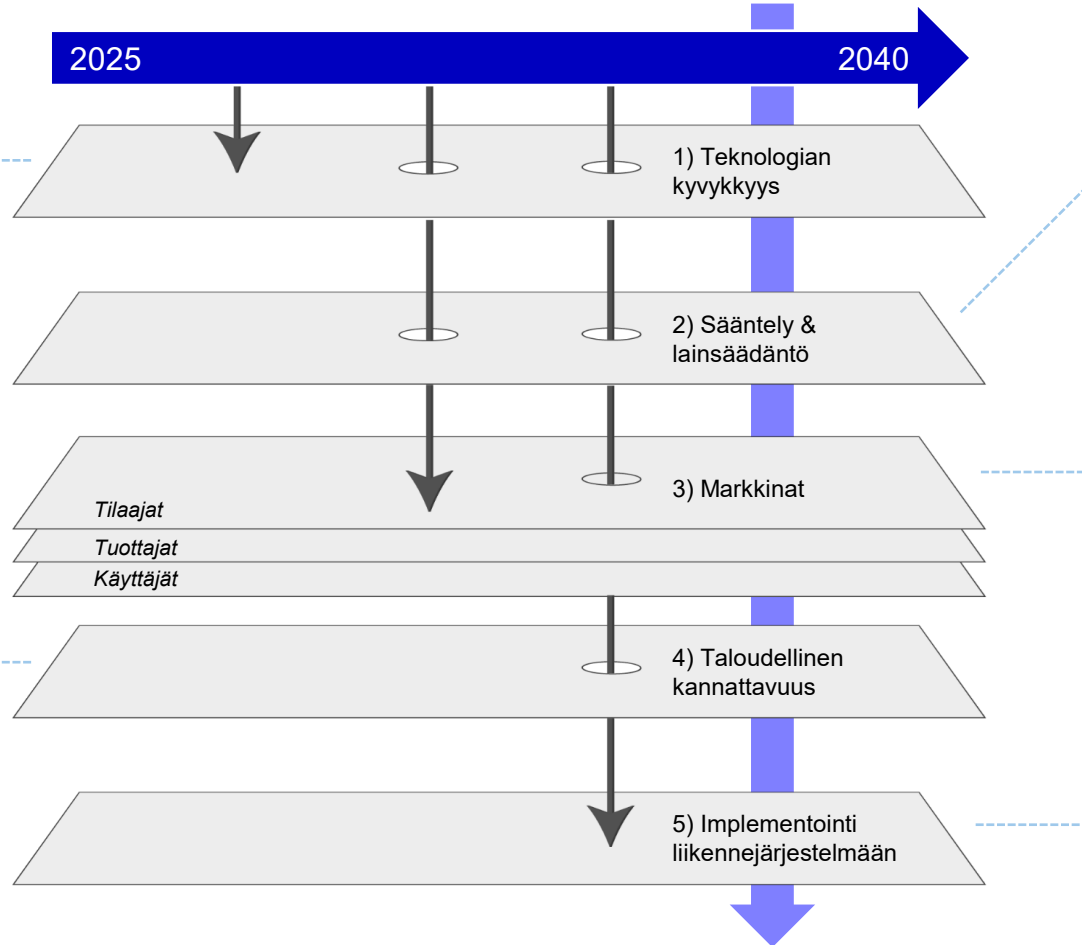 2025
2040
1) Teknologian
kyvykkyys
2) Sääntely &
lainsäädäntö
3) Markkinat
Tilaajat
Tuottajat
Käyttäjät
4) Taloudellinen
kannattavuus
5) Implementointi
liikennejärjestelmään